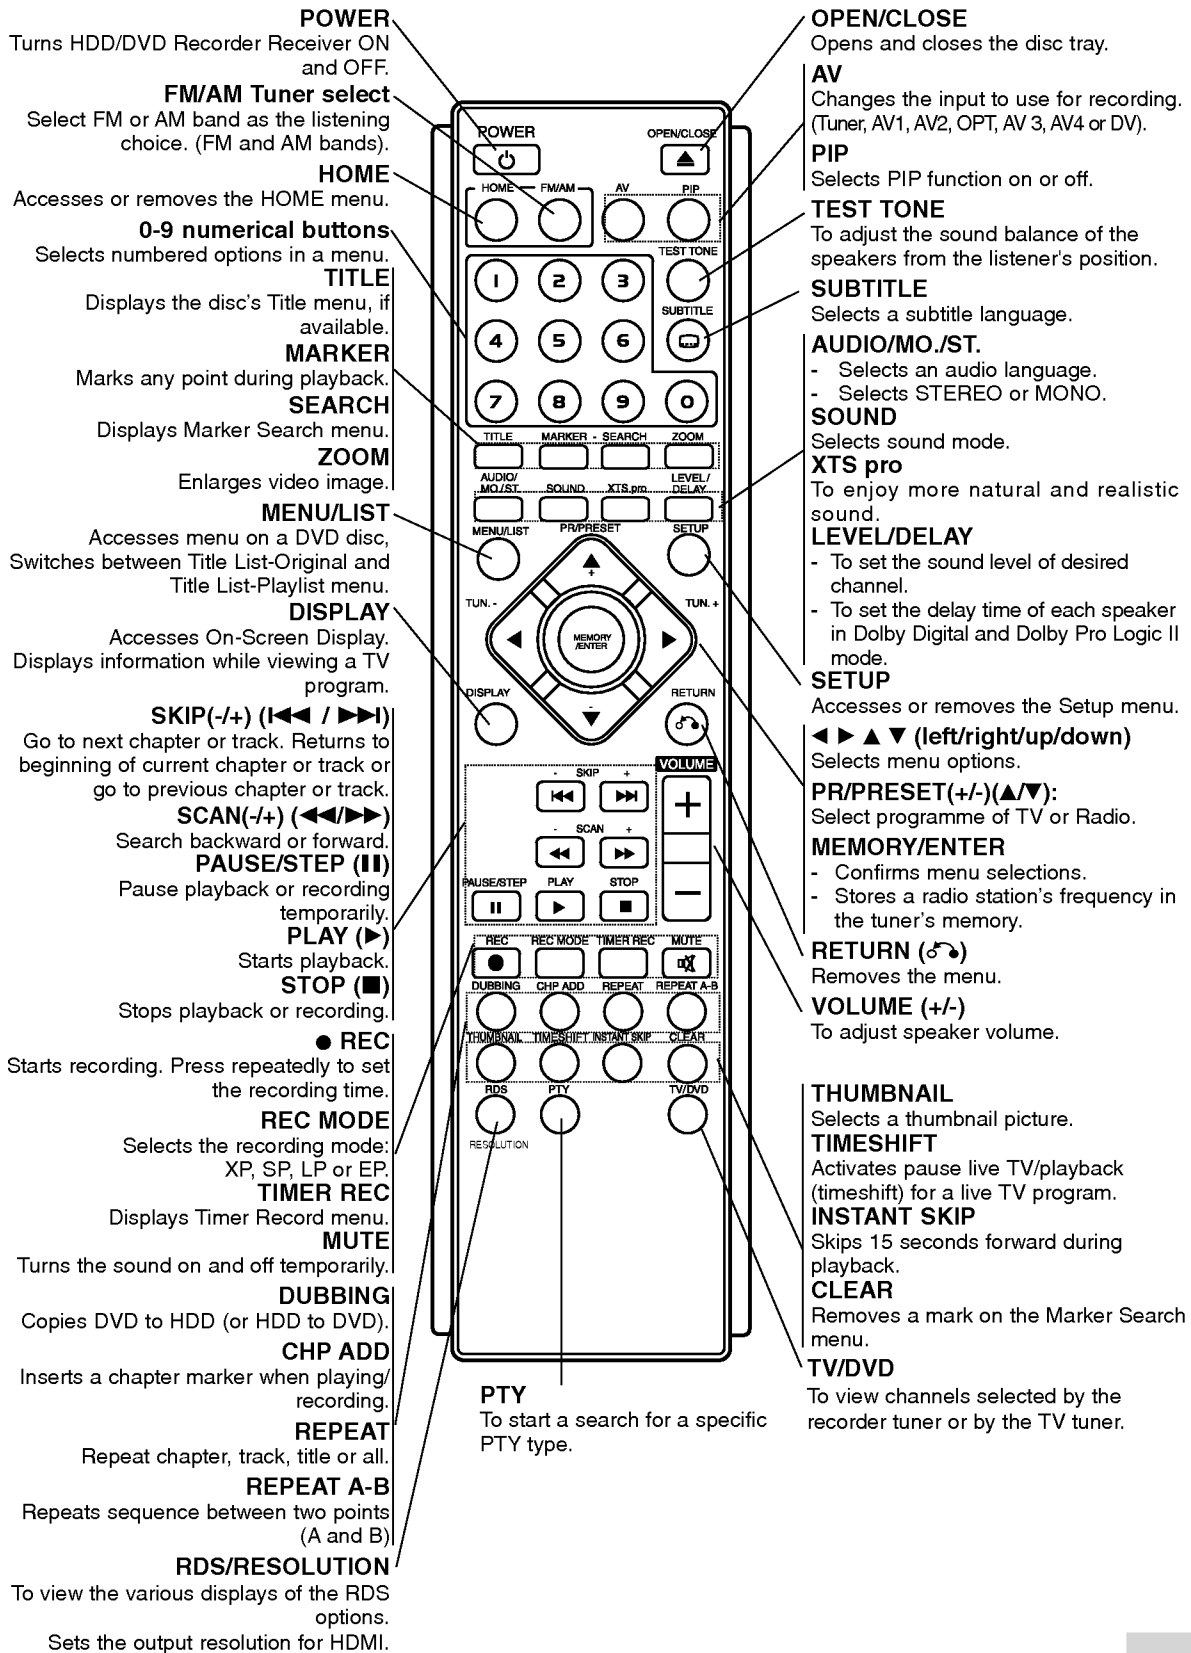 POWER
Turns HDD/DVD Recorder Receiver ON
and OFF.
FM/AM Tuner select
Select FM or AM band as the listening
choice. (FM and AM bands).
HOME
Accesses or removes the HOME menu.
0-9 numerical buttons
Selects numbered options in a menu.
TITLE
Displays the disc's Title menu, if
available.
MARKER
Marks any point during playback.
SEARCH
Displays Marker Search menu.
ZOOM
Enlarges video image.
MENU/LIST
Accesses menu on a DVD disc,
Switches between Title List-Original and
Title List-Playlist menu.
DISPLAY
Accesses On-Screen Display.
Displays information while viewing a TV
program.
SKIP(-/+) (I◀◀ / ▶▶I)
Go to next chapter or track. Returns to
beginning of current chapter or track or
go to previous chapter or track.
SCAN(-/+) (◀◀/▶▶)
Search backward or forward.
PAUSE/STEP (II)
Pause playback or recording
temporarily.
PLAY (▶)
Starts playback.
STOP (■)
Stops playback or recording.
● REC
Starts recording. Press repeatedly to set
the recording time.
REC MODE
Selects the recording mode:
XP, SP, LP or EP.
TIMER REC
Displays Timer Record menu.
MUTE
Turns the sound on and off temporarily.
DUBBING
Copies DVD to HDD (or HDD to DVD).
CHP ADD
Inserts a chapter marker when playing/
recording.
REPEAT
Repeat chapter, track, title or all.
REPEAT A-B
Repeats sequence between two points
(A and B)
RDS/RESOLUTION
To view the various displays of the RDS
options.
Sets the output resolution for HDMI.
POWER
OPEN/CLOSE
HOME
FM/AM
AV
PIP
TEST TONE
1
2
3
SUBTITLE
4
5
6
7
8
9
0
TITLE
MARKER - SEARCH
ZOOM
AUDIO/
MO./ST.
SOUND
XTS pro
LEVEL/
DELAY
MENU/LIST
PR/PRESET
SETUP
+
TUN. -
TUN. +
MEMORY
/ENTER
-
DISPLAY
RETURN
- SKIP +
VOLUME
+
- SCAN +
−
PAUSE/STEP
PLAY
STOP
REC
REC MODE
TIMER REC
MUTE
DUBBING
CHP ADD
REPEAT
REPEAT A-B
THUMBNAIL
TIMESHIFT
INSTANT SKIP
CLEAR
RDS
PTY
TV/DVD
RESOLUTION
PTY
To start a search for a specific
PTY type.
OPEN/CLOSE
Opens and closes the disc tray.
AV
Changes the input to use for recording.
(Tuner, AV1, AV2, OPT, AV 3, AV4 or DV).
PIP
Selects PIP function on or off.
TEST TONE
To adjust the sound balance of the
speakers from the listener's position.
SUBTITLE
Selects a subtitle language.
AUDIO/MO./ST.
- Selects an audio language.
- Selects STEREO or MONO.
SOUND
Selects sound mode.
XTS pro
To enjoy more natural and realistic
sound.
LEVEL/DELAY
- To set the sound level of desired
channel.
- To set the delay time of each speaker
in Dolby Digital and Dolby Pro Logic II
mode.
SETUP
Accesses or removes the Setup menu.
◀ ▶ ▲ ▼ (left/right/up/down)
Selects menu options.
PR/PRESET(+/-)(▲/▼):
Select programme of TV or Radio.
MEMORY/ENTER
- Confirms menu selections.
- Stores a radio station's frequency in
the tuner's memory.
RETURN ()
Removes the menu.
VOLUME (+/-)
To adjust speaker volume.
THUMBNAIL
Selects a thumbnail picture.
TIMESHIFT
Activates pause live TV/playback
(timeshift) for a live TV program.
INSTANT SKIP
Skips 15 seconds forward during
playback.
CLEAR
Removes a mark on the Marker Search
menu.
TV/DVD
To view channels selected by the
recorder tuner or by the TV tuner.